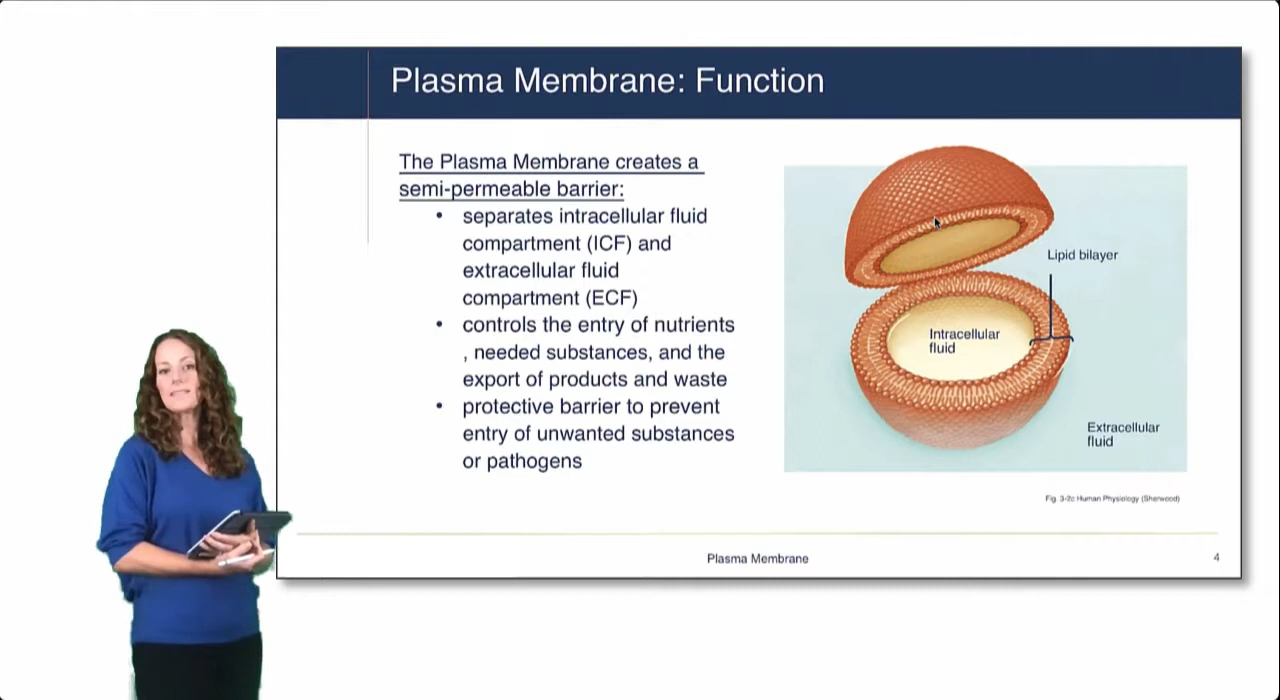 Plasma Membrane: Function
The Plasma Membrane creates a
semi-permeable barrier:
• separates intracellular fluid
compartment (ICF) and
extracellular fluid
compartment (ECF)
• controls the entry of nutrients
, needed substances, and the
export of products and waste
• protective barrier to prevent
entry of unwanted substances
or pathogens
Lipid bilayer
Intracellular
fluid
Extracellular
fluid
Fig. 3-2c Human Physiology (Sherwood)
Plasma Membrane
4